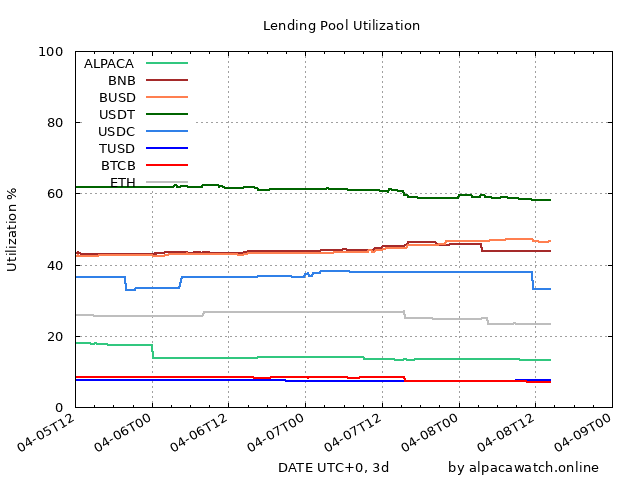 Lending Pool Utilization
Utilization %
100
80
60
40
20
0
ALPACA
BNB
BUSD
USDT
USDC
TUSD
BTCB
ETH
04-05T12
04-06T00
04-06T12
04-07T00
04-07T12
04-08T00
04-08T12
04-09T00
DATE UTC+0, 3d
by alpacawatch.online